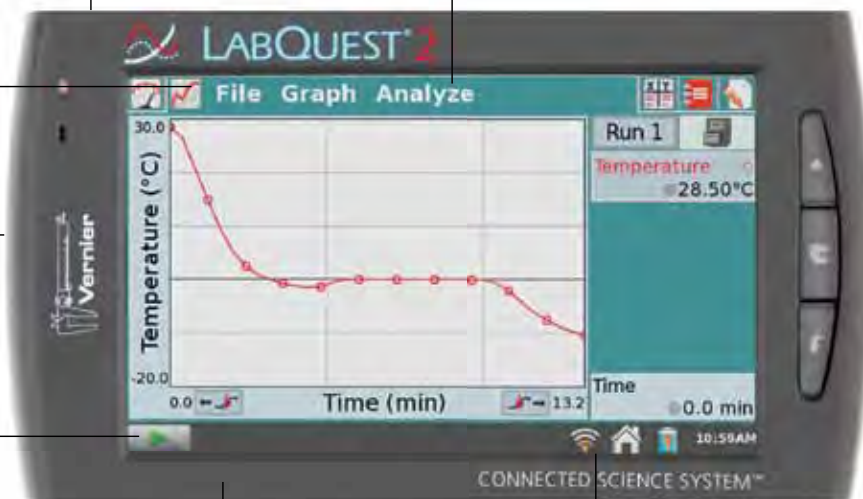 LABQUEST 2
File Graph Analyze
30.0
Temperature (°C)
-20.0
0.0
Time (min)
13.2
Run 1
Temperature
28.50°C
Time
0.0 min
10:59AM
Vernier
CONNECTED SCIENCE SYSTEM™